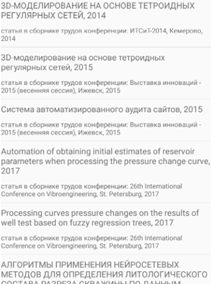 3D-МОДЕЛИРОВАНИЕ НА ОСНОВЕ ТЕТРОИДНЫХ
РЕГУЛЯРНЫХ СЕТЕЙ, 2014
статья в сборнике трудов конференции: ИТСиТ-2014, Кемерово,
2014
3D-моделирование на основе тетроидных
регулярных сетей, 2015
статья в сборнике трудов конференции: Выставка инноваций -
2015 (весенняя сессия), Ижевск, 2015
Система автоматизированного аудита сайтов, 2015
статья в сборнике трудов конференции: Выставка инноваций -
2015 (весенняя сессия), Ижевск, 2015
Automation of obtaining initial estimates of reservoir
parameters when processing the pressure change curve,
2017
статья в сборнике трудов конференции: 26th International
Conference on Vibroengineering, St. Petersburg, 2017
Processing curves pressure changes on the results of
well test based on fuzzy regression trees, 2017
статья в сборнике трудов конференции: 26th International
Conference on Vibroengineering, St. Petersburg, 2017
АЛГОРИТМЫ ПРИМЕНЕНИЯ НЕЙРОСЕТЕВЫХ
МЕТОДОВ ДЛЯ ОПРЕДЕЛЕНИЯ ЛИТОЛОГИЧЕСКОГО
СОСТАВА РАЗРЕЗА СКВАЖИНЫ ПО ДАННЫМ